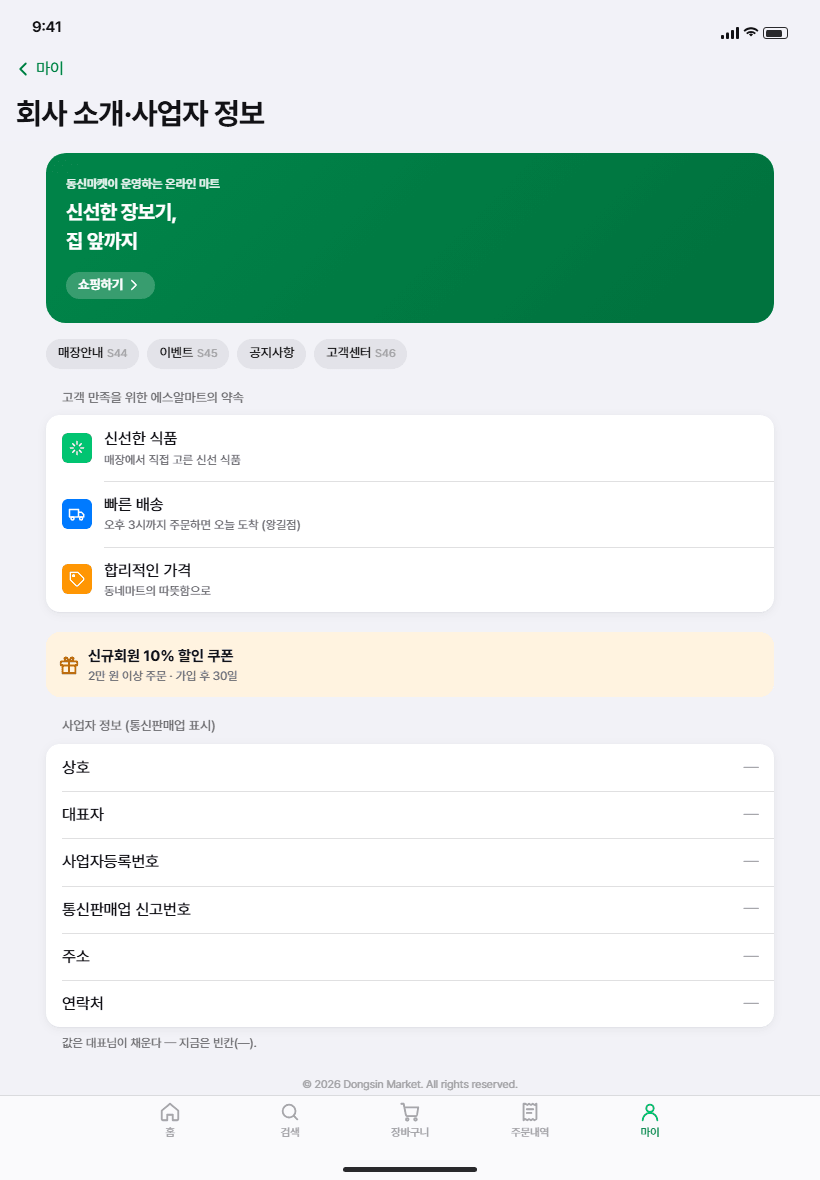 9:41
마이
회사 소개·사업자 정보
동신마켓이 운영하는 온라인 마트
신선한 장보기,
집 앞까지
쇼핑하기
매장안내 S44 이벤트 S45 공지사항 고객센터 S46
고객 만족을 위한 에스알마트의 약속
신선한 식품
매장에서 직접 고른 신선 식품
빠른 배송
오후 3시까지 주문하면 오늘 도착 (왕길점)
합리적인 가격
동네마트의 따뜻함으로
신규회원 10% 할인 쿠폰
2만 원 이상 주문 · 가입 후 30일
사업자 정보 (통신판매업 표시)
상호 —
대표자 —
사업자등록번호 —
통신판매업 신고번호 —
주소 —
연락처 —
값은 대표님이 채운다 — 지금은 빈칸(—).
© 2026 Dongsin Market. All rights reserved.
홈 검색 장바구니 주문내역 마이